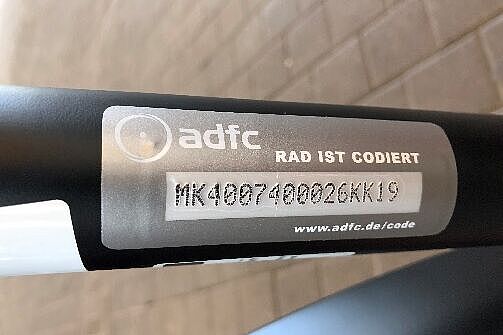 adfc
RAD IST CODIERT
MK4007400026KK19
www.adfc.de/code